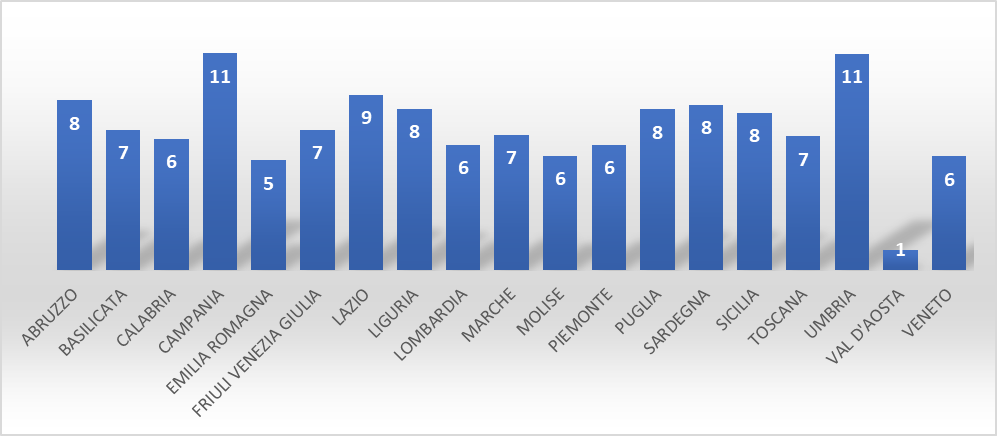 8
7
6
11
5
7
9
8
6
7
6
6
8
8
8
7
11
1
6
ABRUZZO
BASILICATA
CALABRIA
CAMPANIA
EMILIA ROMAGNA
FRIULI VENEZIA GIULIA
LAZIO
LIGURIA
LOMBARDIA
MARCHE
MOLISE
PIEMONTE
PUGLIA
SARDEGNA
SICILIA
TOSCANA
UMBRIA
VAL D'AOSTA
VENETO